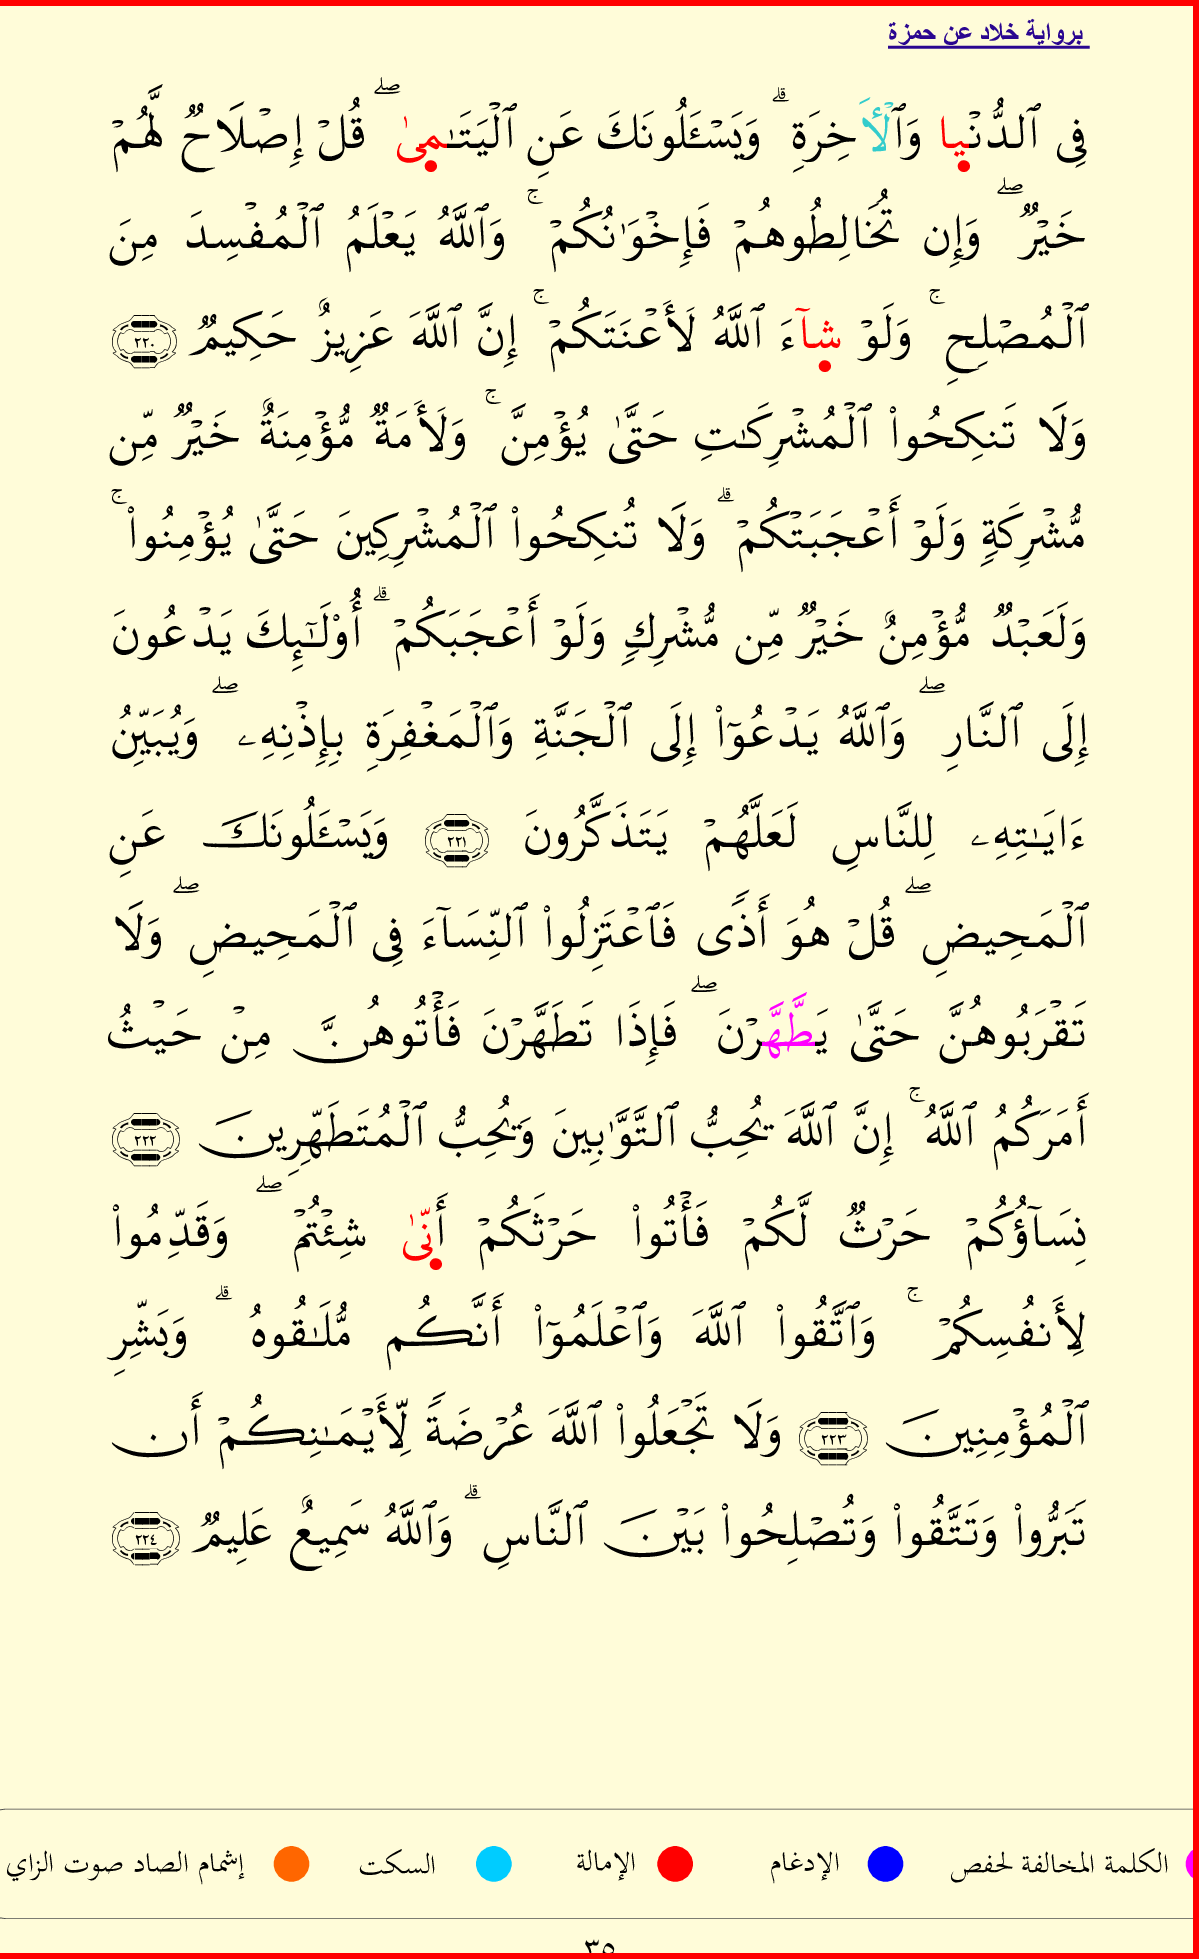 برواية خلاد عن حمزة
فِى ٱلدُّنۡيا وَٱلۡأَخِرَةِۗ وَيَسۡـَٔلُونَكَ عَنِ ٱلۡيَتَـٰمىٰۖ قُلۡ إِصۡلَاحٌ لَّهُمۡ
خَيۡرٌۖ وَإِن تُخَالِطُوهُمۡ فَإِخۡوَٰنُكُمۡۚ وَٱللَّهُ يَعۡلَمُ ٱلۡمُفۡسِدَ مِنَ
ٱلۡمُصۡلِحِۚ وَلَوۡ شآءَ ٱللَّهُ لَأَعۡنَتَكُمۡۚ إِنَّ ٱللَّهَ عَزِيزٌ حَكِيمٌ ٢٢٠
وَلَا تَنكِحُوا۟ ٱلۡمُشۡرِكَـٰتِ حَتَّىٰ يُؤۡمِنَّۚ وَلَأَمَةٌ مُّؤۡمِنَةٌ خَيۡرٌ مِّن
مُّشۡرِكَةٍ وَلَوۡ أَعۡجَبَتۡكُمۡۗ وَلَا تُنكِحُوا۟ ٱلۡمُشۡرِكِينَ حَتَّىٰ يُؤۡمِنُوا۟ۚ
وَلَعَبۡدٌ مُّؤۡمِنٌ خَيۡرٌ مِّن مُّشۡرِكٍ وَلَوۡ أَعۡجَبَكُمۡۗ أُو۟لَـٰٓئِكَ يَدۡعُونَ
إِلَى ٱلنَّارِۖ وَٱللَّهُ يَدۡعُوٓا۟ إِلَى ٱلۡجَنَّةِ وَٱلۡمَغۡفِرَةِ بِإِذۡنِهِۦۖ وَيُبَيِّنُ
ءَايَـٰتِهِۦ لِلنَّاسِ لَعَلَّهُمۡ يَتَذَكَّرُونَ ٢٢١ وَيَسۡـَٔلُونَكَ عَنِ
ٱلۡمَحِيضِۖ قُلۡ هُوَ أَذًى فَٱعۡتَزِلُوا۟ ٱلنِّسَآءَ فِى ٱلۡمَحِيضِۖ وَلَا
تَقۡرَبُوهُنَّ حَتَّىٰ يَطَّهَّرۡنَۖ فَإِذَا تَطَهَّرۡنَ فَأۡتُوهُنَّ مِنۡ حَيۡثُ
أَمَرَكُمُ ٱللَّهُۚ إِنَّ ٱللَّهَ يُحِبُّ ٱلتَّوَّٰبِينَ وَيُحِبُّ ٱلۡمُتَطَهِّرِينَ ٢٢٢
نِسَآؤُكُمۡ حَرۡثٌ لَّكُمۡ فَأۡتُوا۟ حَرۡثَكُمۡ أَنّىٰ شِئۡتُمۡۖ وَقَدِّمُوا۟
لِأَنفُسِكُمۡۚ وَٱتَّقُوا۟ ٱللَّهَ وَٱعۡلَمُوٓا۟ أَنَّكُم مُّلَـٰقُوهُۗ وَبَشِّرِ
ٱلۡمُؤۡمِنِينَ ٢٢٣ وَلَا تَجۡعَلُوا۟ ٱللَّهَ عُرۡضَةً لِّأَيۡمَـٰنِكُمۡ أَن
تَبَرُّوا۟ وَتَتَّقُوا۟ وَتُصۡلِحُوا۟ بَيۡنَ ٱلنَّاسِۗ وَٱللَّهُ سَمِيعٌ عَلِيمٌ ٢٢٤
الكلمة المخالفة لحفص الإدغام الإمالة السكت إشمام الصاد صوت الزاي
٣٥